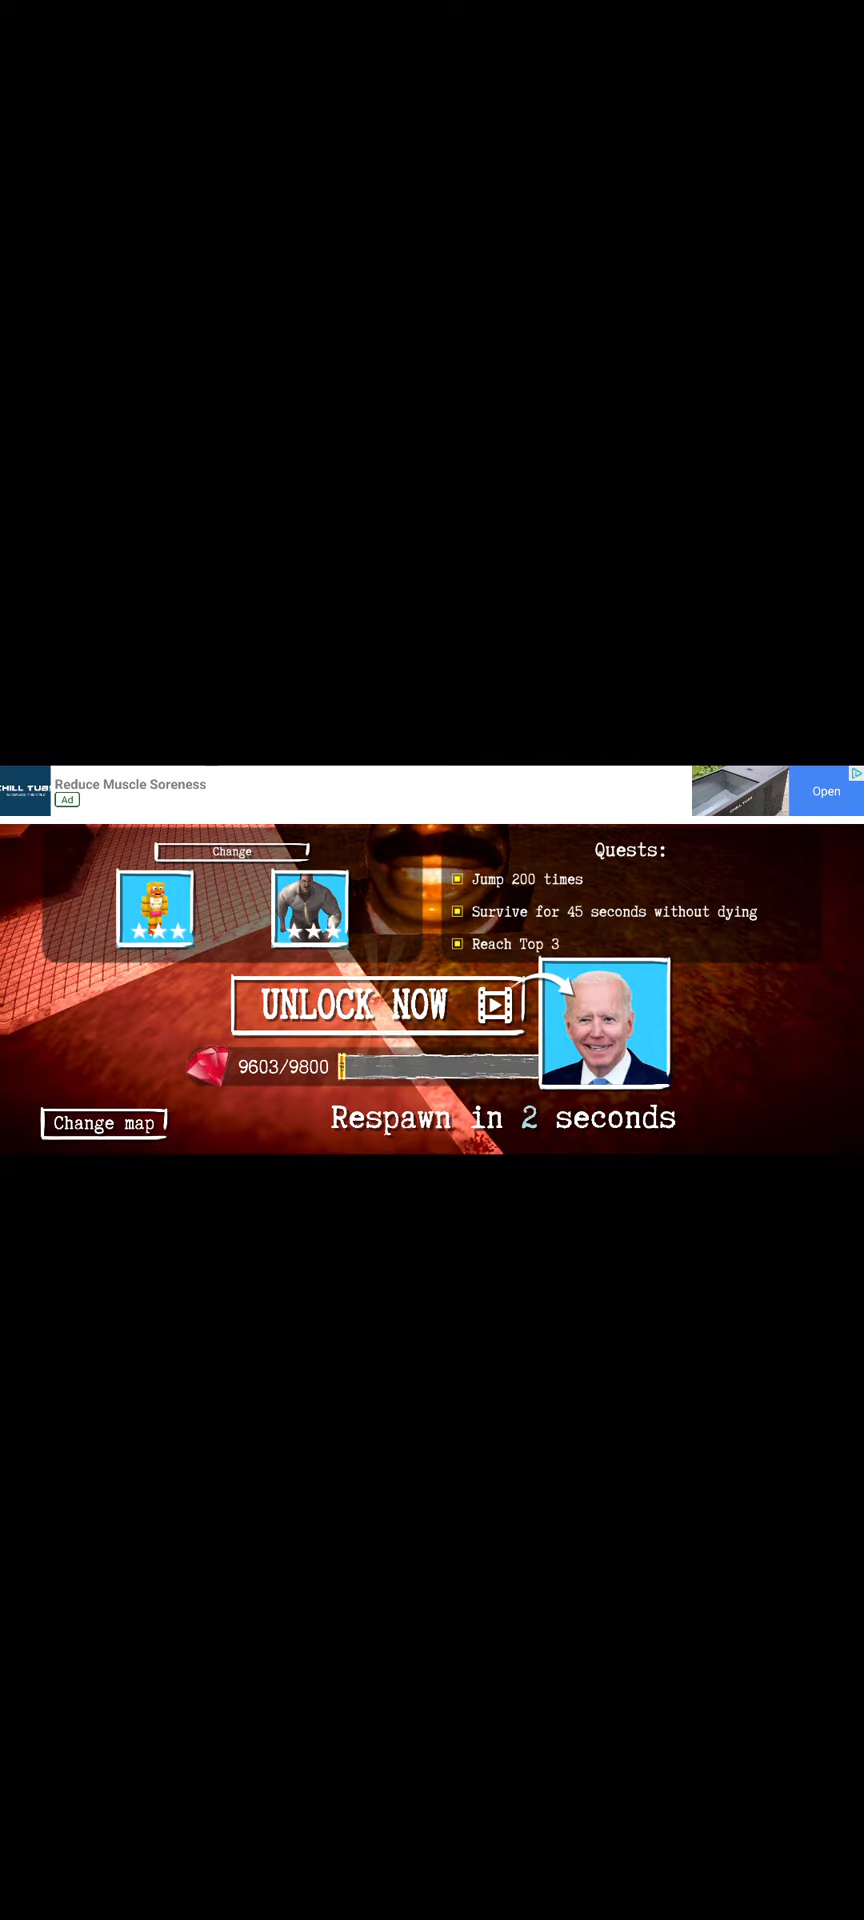 CHILL TUBS
Reduce Muscle Soreness
Ad
Open
Change
Quests:
Jump 200 times
Survive for 45 seconds without dying
Reach Top 3
UNLOCK NOW
9603/9800
Respawn in 2 seconds
Change map